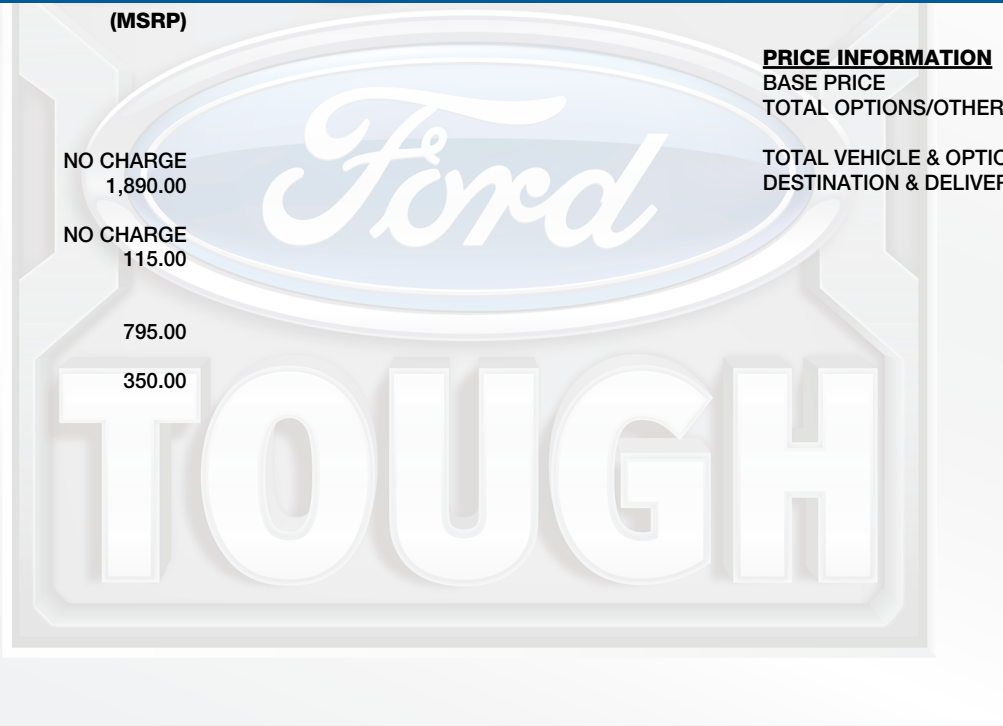 (MSRP)
NO CHARGE
1,890.00
NO CHARGE
115.00
795.00
350.00
PRICE INFORMATION
BASE PRICE
TOTAL OPTIONS/OTHER
TOTAL VEHICLE & OPTIO
DESTINATION & DELIVER
Ford
TOUGH